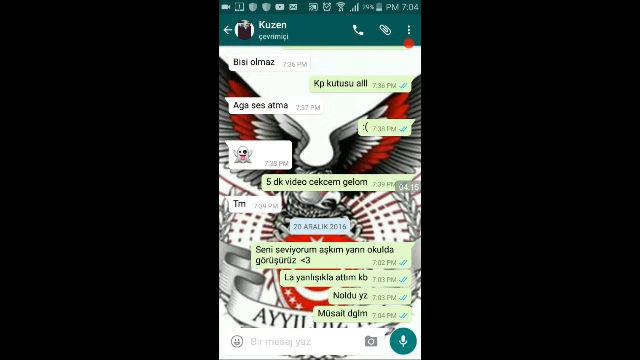 29% 7:04
Kuzen
çevrimiçi
Bisi olmaz 7:36 PM
Kp kutusu alll 7:36 PM
Aga ses atma 7:37 PM
:( 7:38 PM
7:38 PM
5 dk video cekcem gelom 7:39 PM
04:15
Tm 7:39 PM
20 ARALIK 2016
Seni seviyorum aşkım yarın okulda
görüşürüz <3 7:02 PM
La yanlışıkla attım kb 7:03 PM
Noldu yz 7:03 PM
Müsait dglm 7:04 PM
AYYILDIZ
Bir mesaj yaz